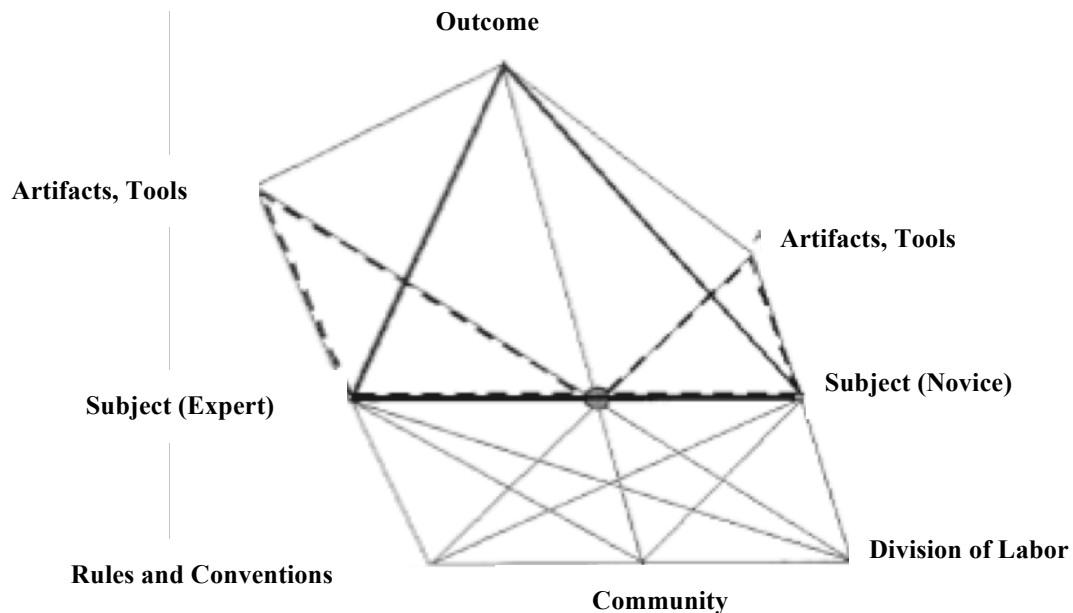 Outcome
Artifacts, Tools
Artifacts, Tools
Subject (Expert)
Subject (Novice)
Rules and Conventions
Division of Labor
Community